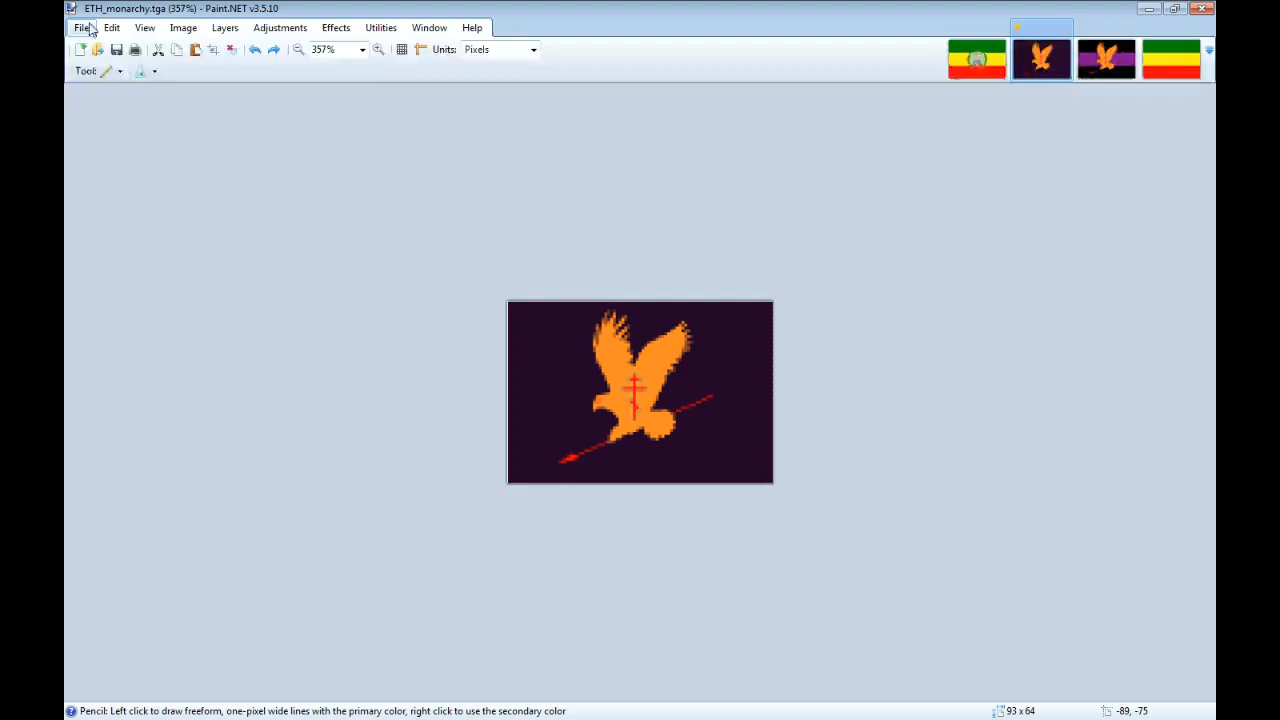 ETH_monarchy.tga (357%) - Paint.NET v3.5.10
File Edit View Image Layers Adjustments Effects Utilities Window Help
357% Units: Pixels
Tool:
Pencil: Left click to draw freeform, one-pixel wide lines with the primary color, right click to use the secondary color 93 x 64 -89, -75